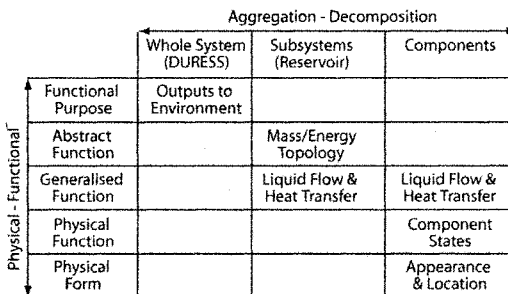 Aggregation - Decomposition
Whole System
(DURESS)
Subsystems
(Reservoir)
Components
Physical - Functional
Functional
Purpose
Outputs to
Environment
Abstract
Function
Mass/Energy
Topology
Generalised
Function
Liquid Flow &
Heat Transfer
Liquid Flow &
Heat Transfer
Physical
Function
Component
States
Physical
Form
Appearance
& Location